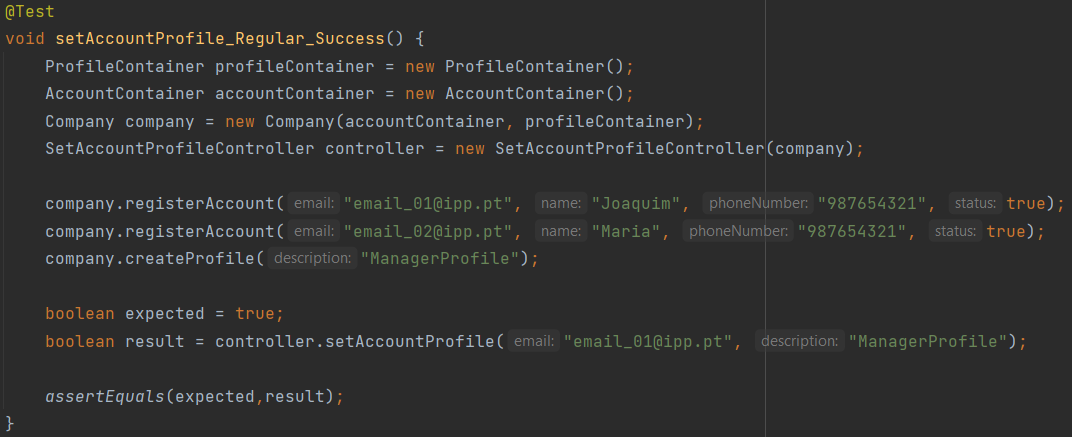 @Test
void setAccountProfile_Regular_Success() {
ProfileContainer profileContainer = new ProfileContainer();
AccountContainer accountContainer = new AccountContainer();
Company company = new Company(accountContainer, profileContainer);
SetAccountProfileController controller = new SetAccountProfileController(company);
company.registerAccount( email: "email_01@ipp.pt", name: "Joaquim", phoneNumber: "987654321", status: true);
company.registerAccount( email: "email_02@ipp.pt", name: "Maria", phoneNumber: "987654321", status: true);
company.createProfile( description: "ManagerProfile");
boolean expected = true;
boolean result = controller.setAccountProfile( email: "email_01@ipp.pt", description: "ManagerProfile");
assertEquals(expected,result);
}